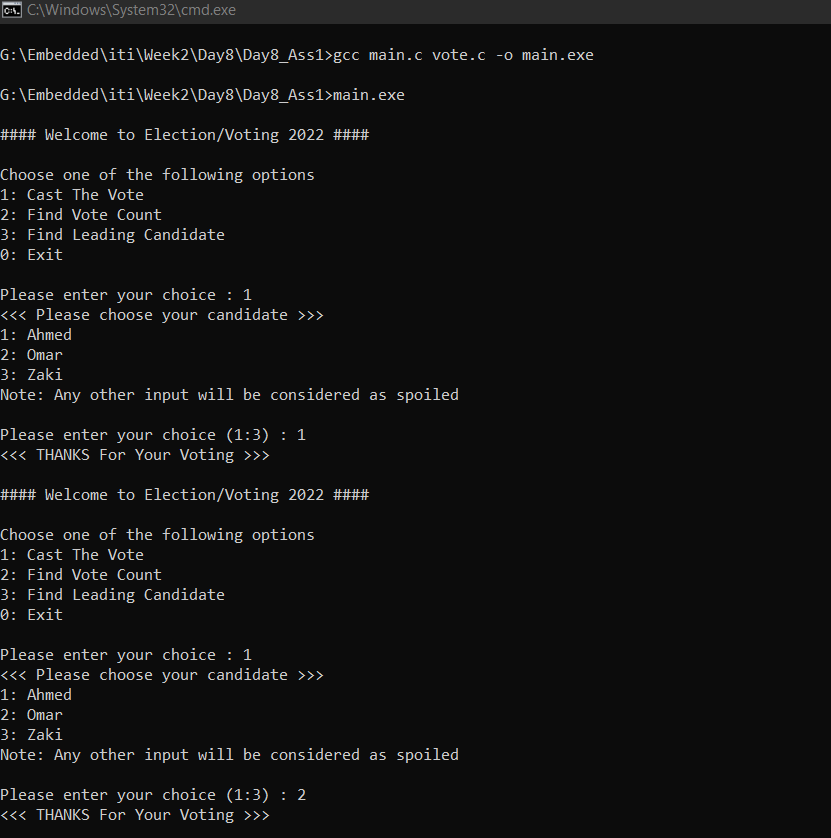 C:\Windows\System32\cmd.exe
G:\Embedded\iti\Week2\Day8\Day8_Ass1>gcc main.c vote.c -o main.exe
G:\Embedded\iti\Week2\Day8\Day8_Ass1>main.exe
#### Welcome to Election/Voting 2022 ####
Choose one of the following options
1: Cast The Vote
2: Find Vote Count
3: Find Leading Candidate
0: Exit
Please enter your choice : 1
<<< Please choose your candidate >>>
1: Ahmed
2: Omar
3: Zaki
Note: Any other input will be considered as spoiled
Please enter your choice (1:3) : 1
<<< THANKS For Your Voting >>>
#### Welcome to Election/Voting 2022 ####
Choose one of the following options
1: Cast The Vote
2: Find Vote Count
3: Find Leading Candidate
0: Exit
Please enter your choice : 1
<<< Please choose your candidate >>>
1: Ahmed
2: Omar
3: Zaki
Note: Any other input will be considered as spoiled
Please enter your choice (1:3) : 2
<<< THANKS For Your Voting >>>